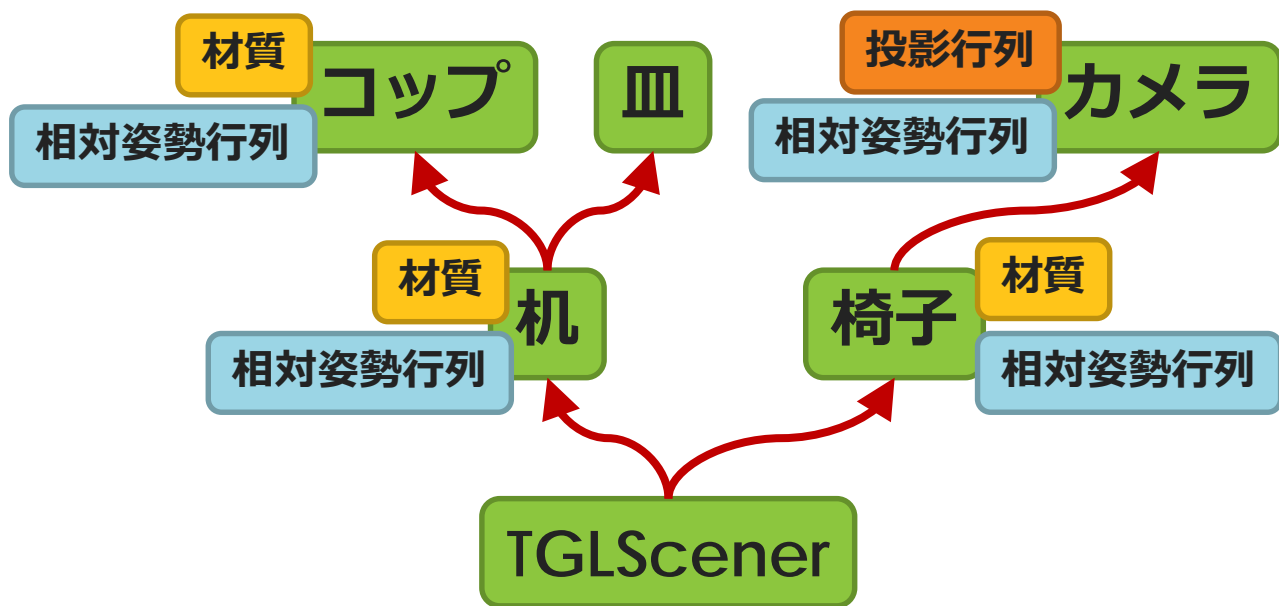 材質
コップ
相対姿勢行列
皿
投影行列
カメラ
相対姿勢行列
材質
机
相対姿勢行列
椅子
材質
相対姿勢行列
TGLScener